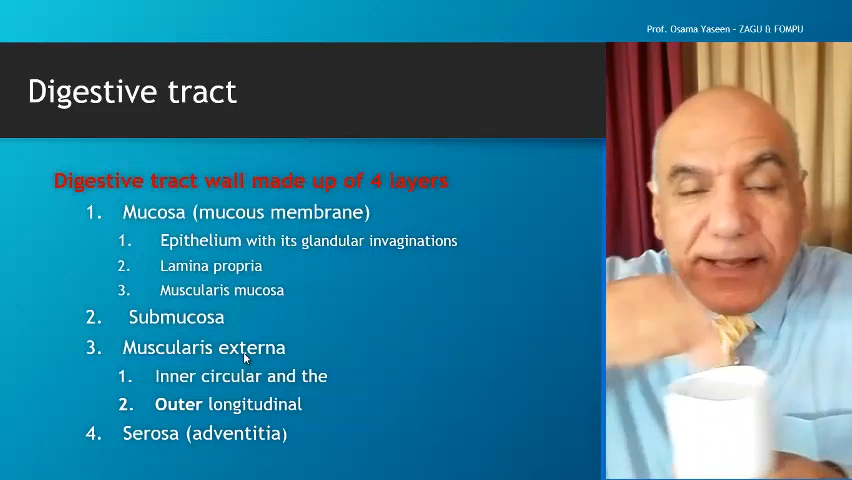 Prof. Osama Yaseen – ZAGU & FOMPU
Digestive tract
Digestive tract wall made up of 4 layers
1. Mucosa (mucous membrane)
1. Epithelium with its glandular invaginations
2. Lamina propria
3. Muscularis mucosa
2. Submucosa
3. Muscularis externa
1. Inner circular and the
2. Outer longitudinal
4. Serosa (adventitia)